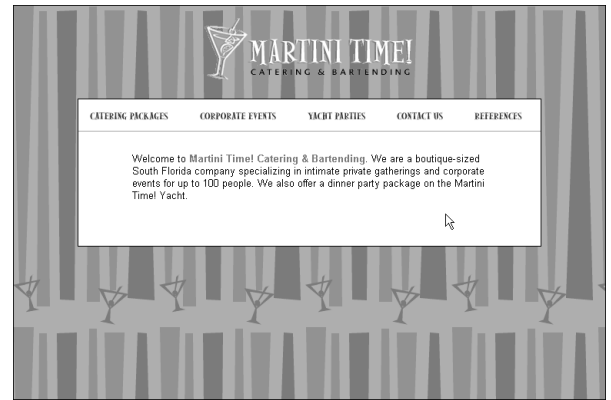 MARTINI TIME!
CATERING & BARTENDING
CATERING PACKAGES CORPORATE EVENTS YACHT PARTIES CONTACT US REFERENCES
Welcome to Martini Time! Catering & Bartending. We are a boutique-sized
South Florida company specializing in intimate private gatherings and corporate
events for up to 100 people. We also offer a dinner party package on the Martini
Time! Yacht.